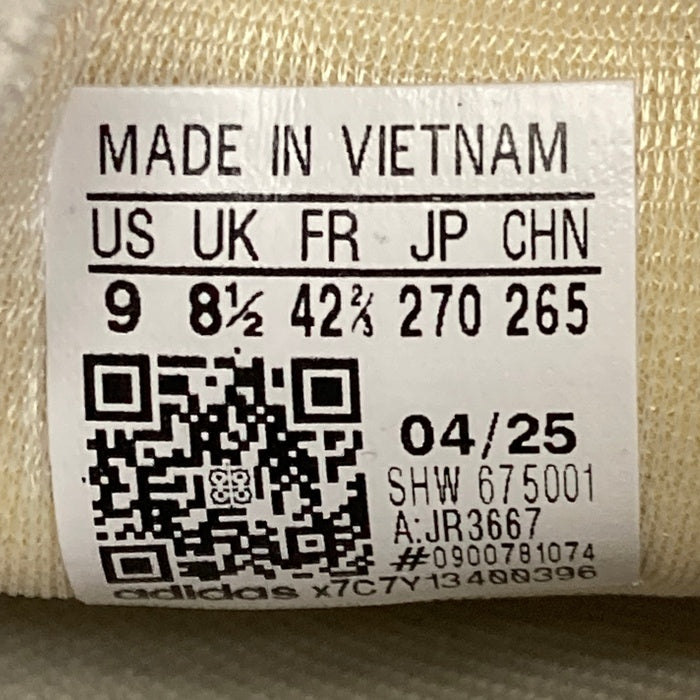 MADE IN VIETNAM
US UK FR JP CHN
9 8½ 42⅔ 270 265
04/25
SHW 675001
A:JR3667
#0900781074
adidas x7C7Y13400396